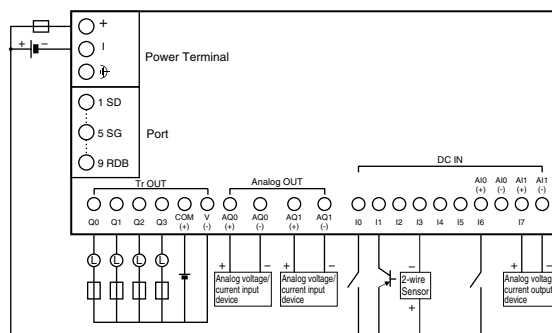 +
+ −
−
Power Terminal
1 SD
5 SG
Port
9 RDB
Tr OUT
Analog OUT
DC IN
AI0 (+)
AI0 (-)
AI1 (+)
AI1 (-)
Q0
Q1
Q2
Q3
COM (+)
V (-)
AQ0 (+)
AQ0 (-)
AQ1 (+)
AQ1 (-)
I0
I1
I2
I3
I4
I5
I6
I7
L
L
L
L
+ −
Analog voltage/
current input
device
+ −
Analog voltage/
current input
device
−
2-wire
Sensor
+
+ −
Analog voltage/
current output
device